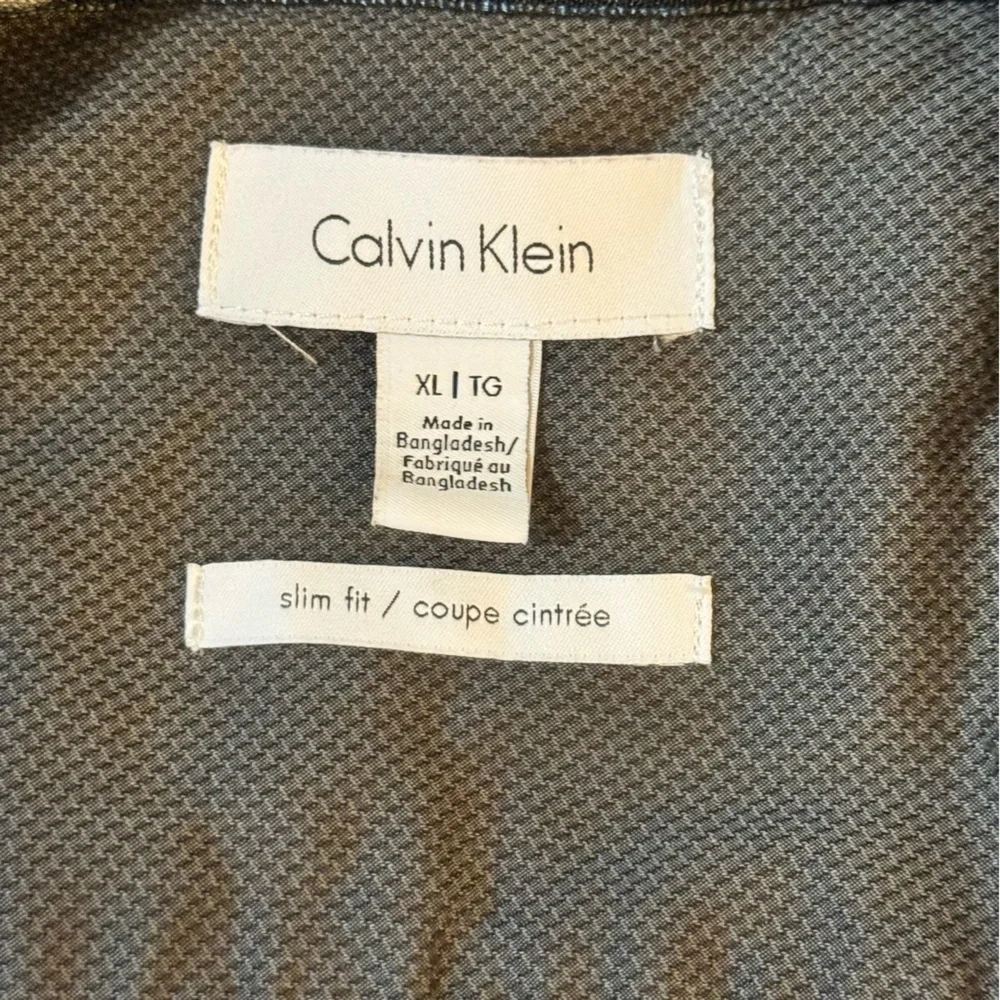 Calvin Klein
XL | TG
Made in
Bangladesh/
Fabriqué au
Bangladesh
slim fit / coupe cintrée